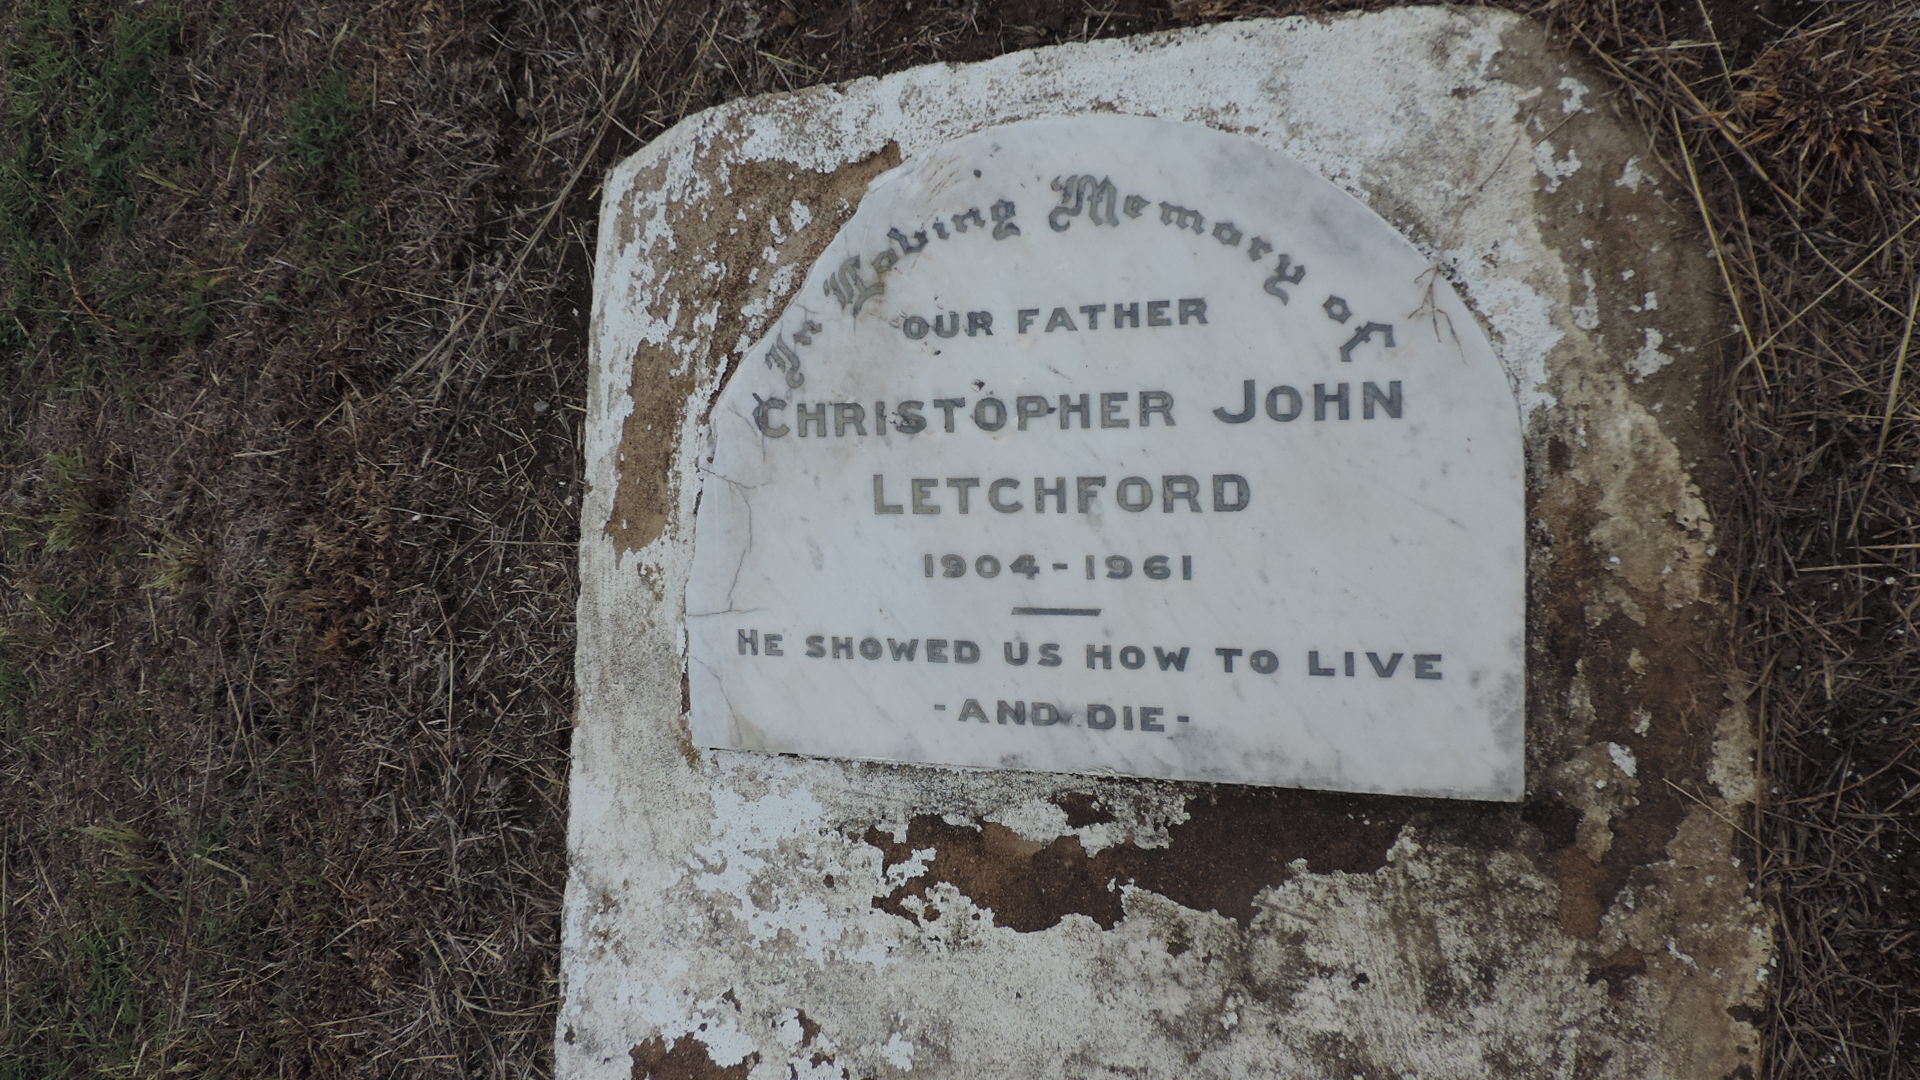 In Loving Memory of
OUR FATHER
CHRISTOPHER JOHN
LETCHFORD
1904-1961
HE SHOWED US HOW TO LIVE
-AND DIE-